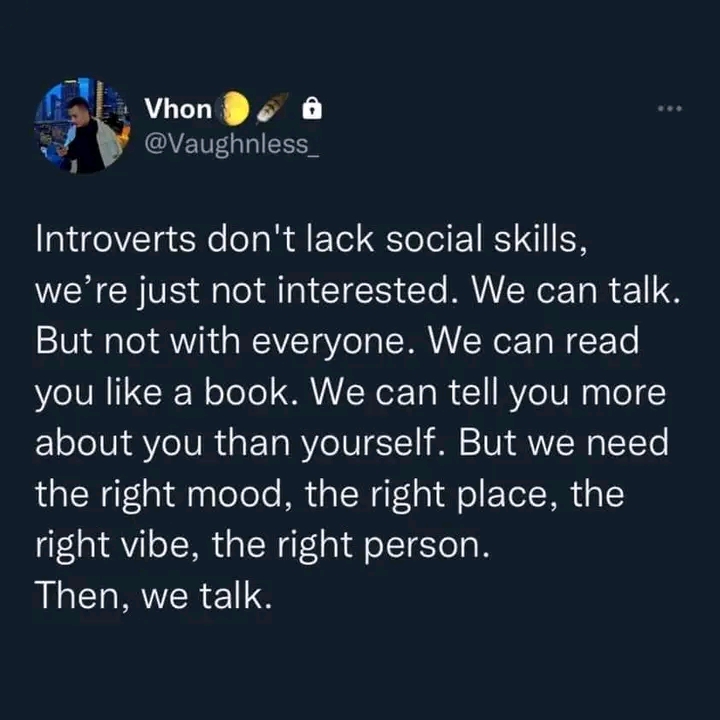 Vhon🌔🪶🔒
@Vaughnless_
Introverts don't lack social skills,
we’re just not interested. We can talk.
But not with everyone. We can read
you like a book. We can tell you more
about you than yourself. But we need
the right mood, the right place, the
right vibe, the right person.
Then, we talk.